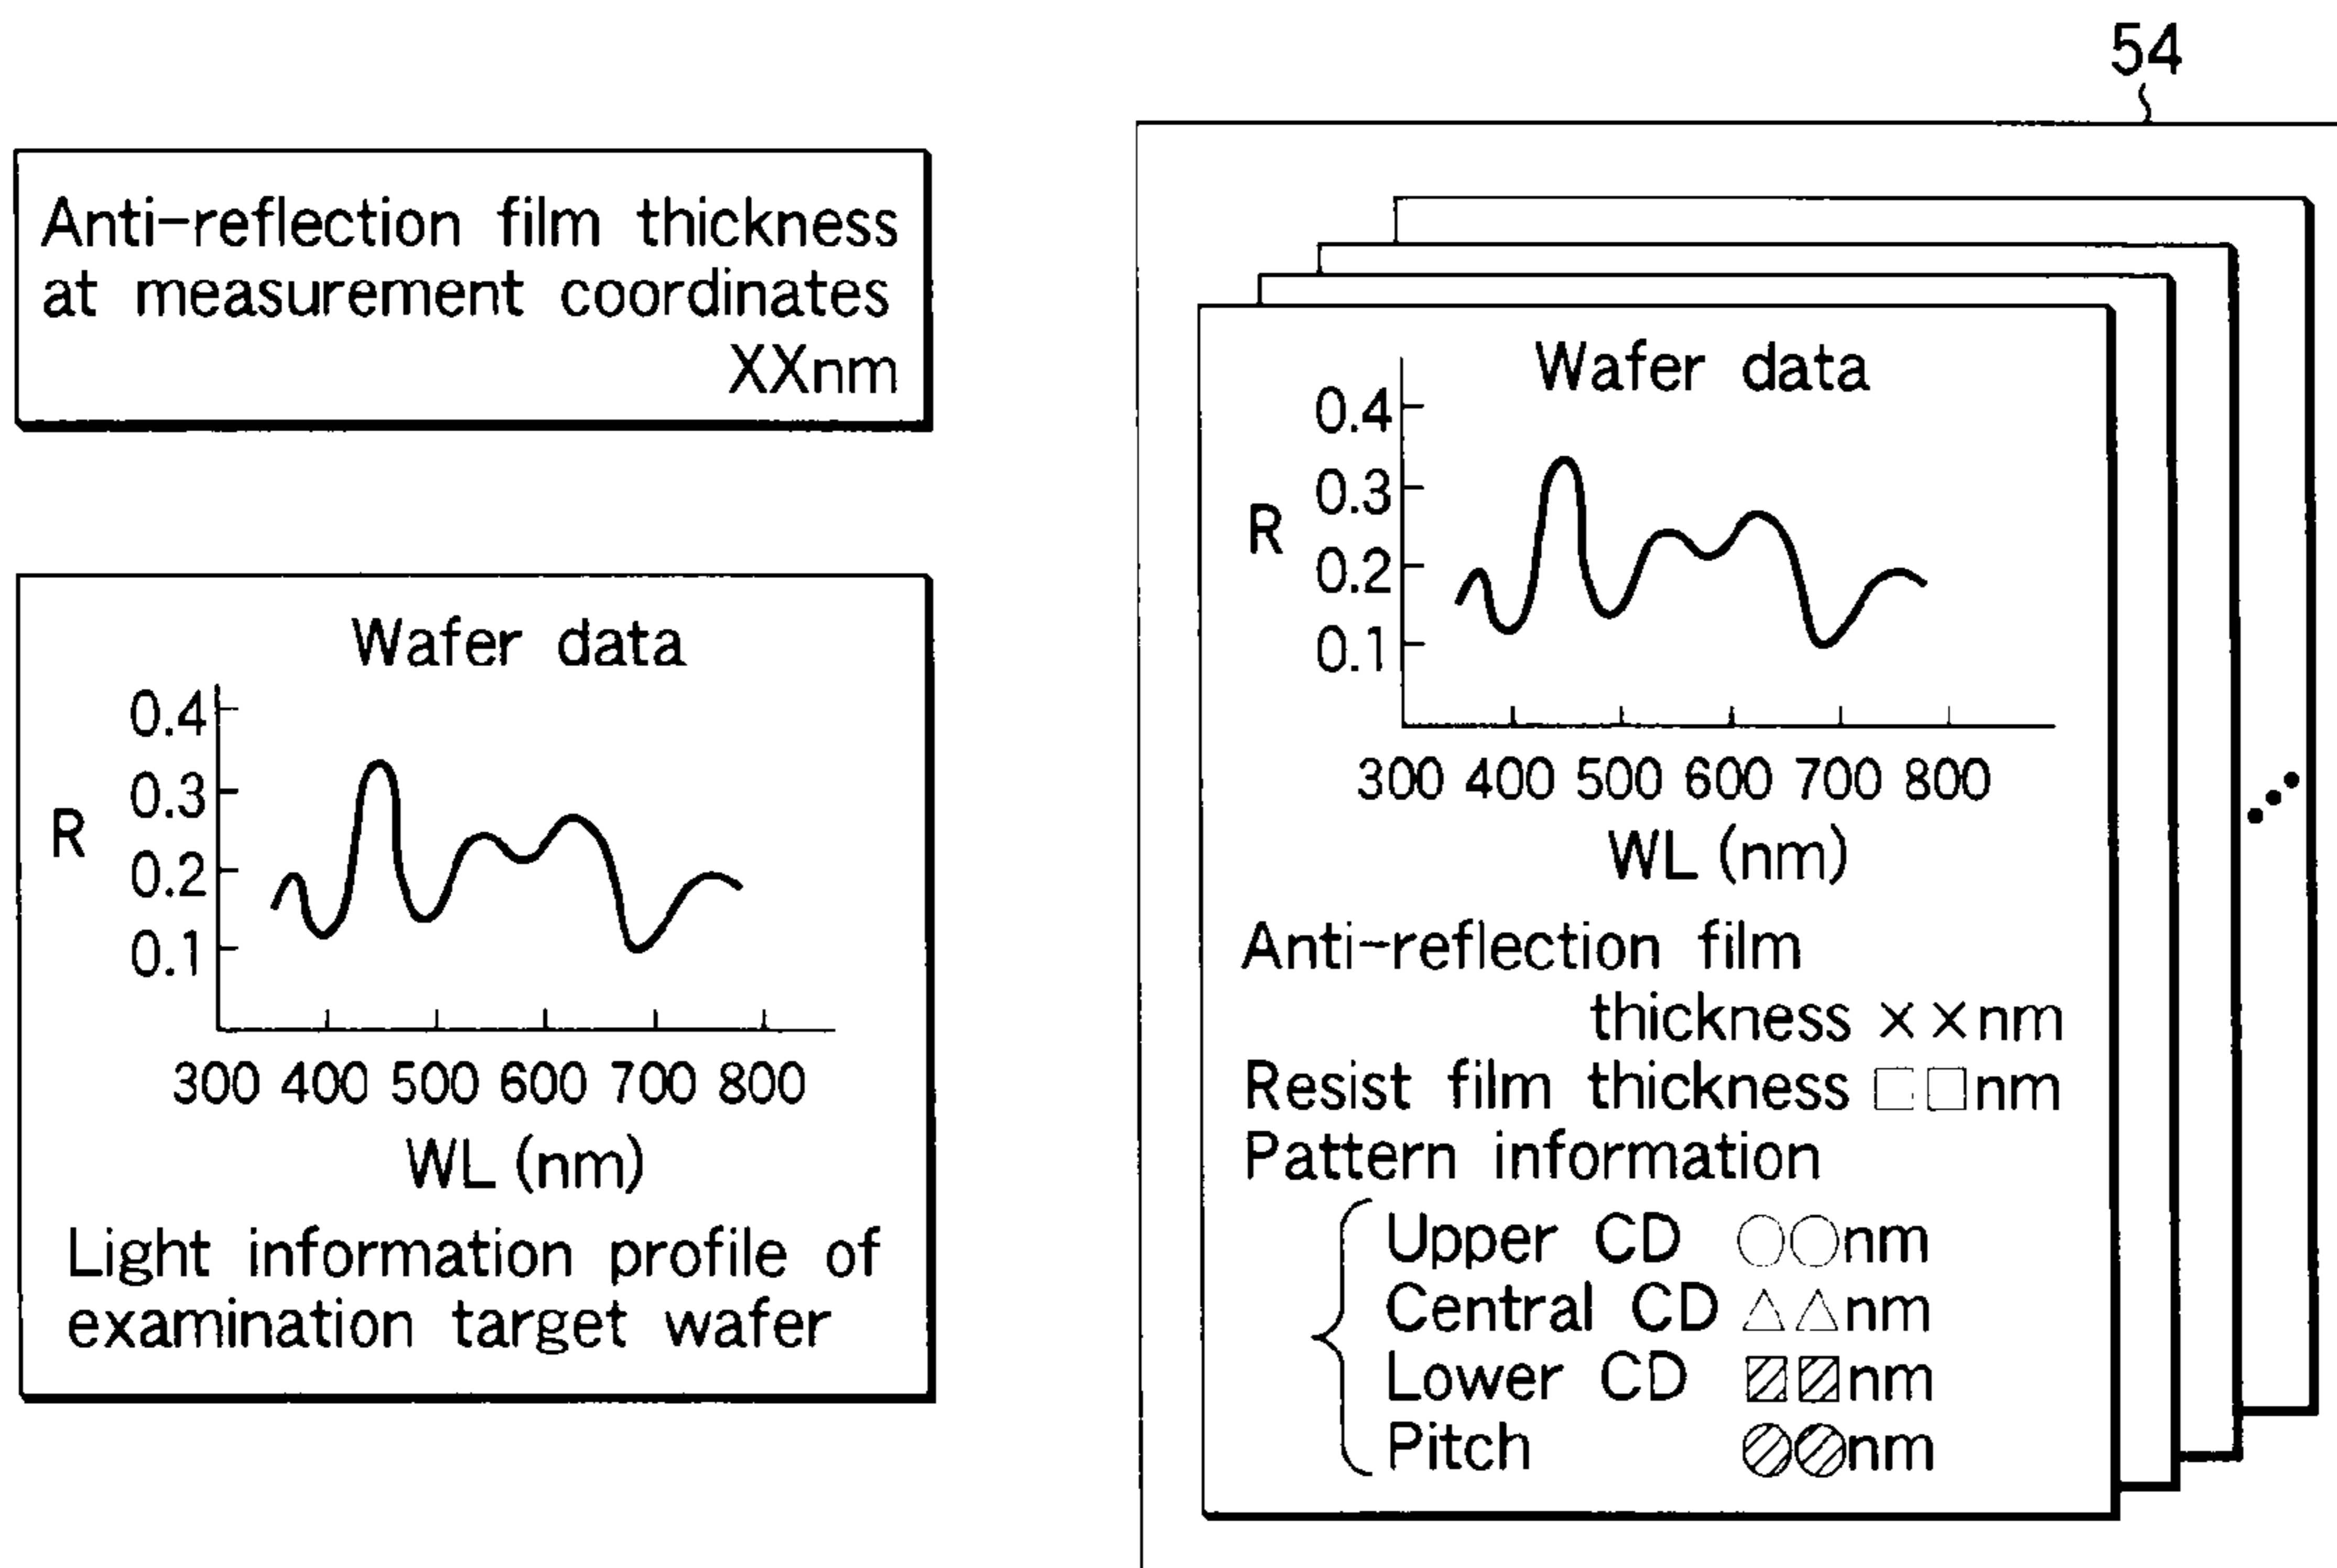 54
Anti-reflection film thickness
at measurement coordinates
XXnm
Wafer data
0.4
0.3
R
0.2
0.1
300 400 500 600 700 800
WL (nm)
Light information profile of
examination target wafer
Wafer data
0.4
0.3
R
0.2
0.1
300 400 500 600 700 800
WL (nm)
Anti-reflection film
thickness ××nm
Resist film thickness □□nm
Pattern information
Upper CD ○○nm
Central CD △△nm
Lower CD ▨▨nm
Pitch ◍◍nm